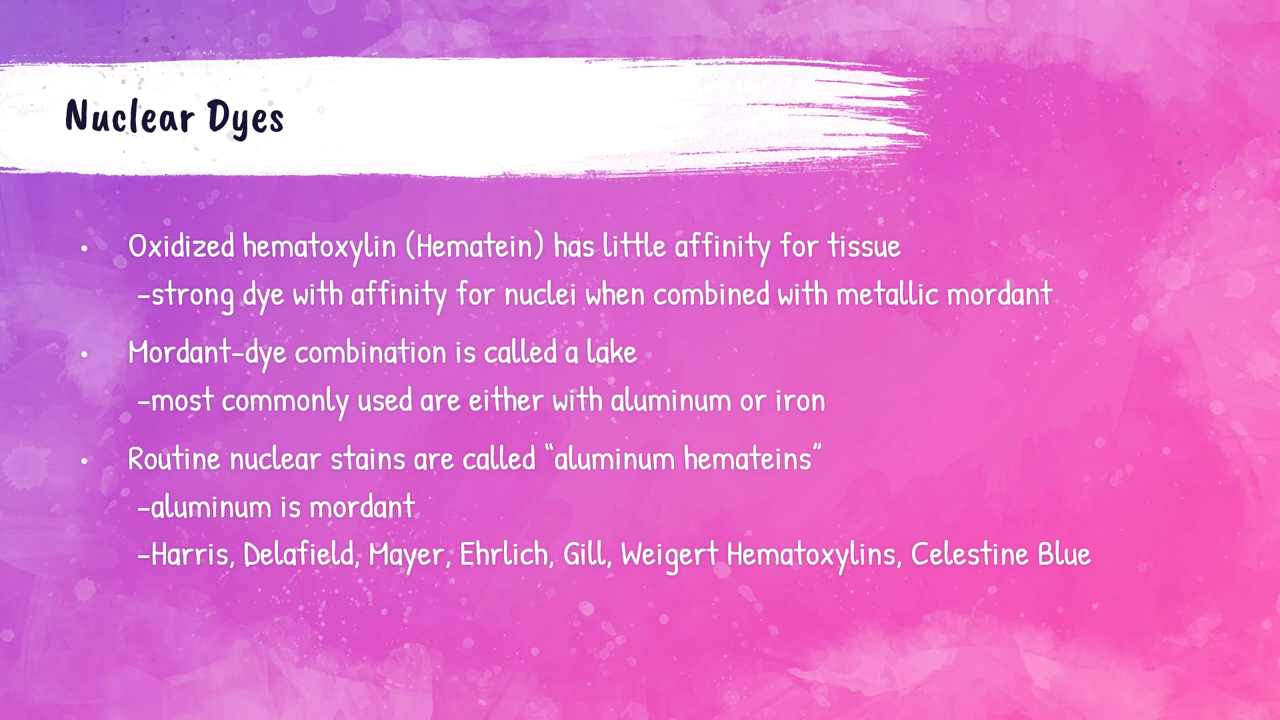 Nuclear Dyes
• Oxidized hematoxylin (Hematein) has little affinity for tissue
–strong dye with affinity for nuclei when combined with metallic mordant
• Mordant-dye combination is called a lake
–most commonly used are either with aluminum or iron
• Routine nuclear stains are called “aluminum hemateins”
–aluminum is mordant
–Harris, Delafield, Mayer, Ehrlich, Gill, Weigert Hematoxylins, Celestine Blue